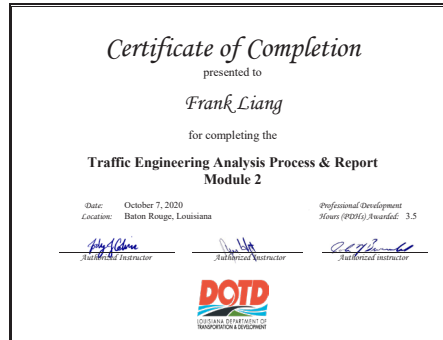 Certificate of Completion
presented to
Frank Liang
for completing the
Traffic Engineering Analysis Process & Report
Module 2
Date: October 7, 2020
Location: Baton Rouge, Louisiana
Professional Development
Hours (PDHs) Awarded: 3.5
Authorized Instructor
Authorized Instructor
Authorized instructor
DOTD
LOUISIANA DEPARTMENT OF
TRANSPORTATION & DEVELOPMENT